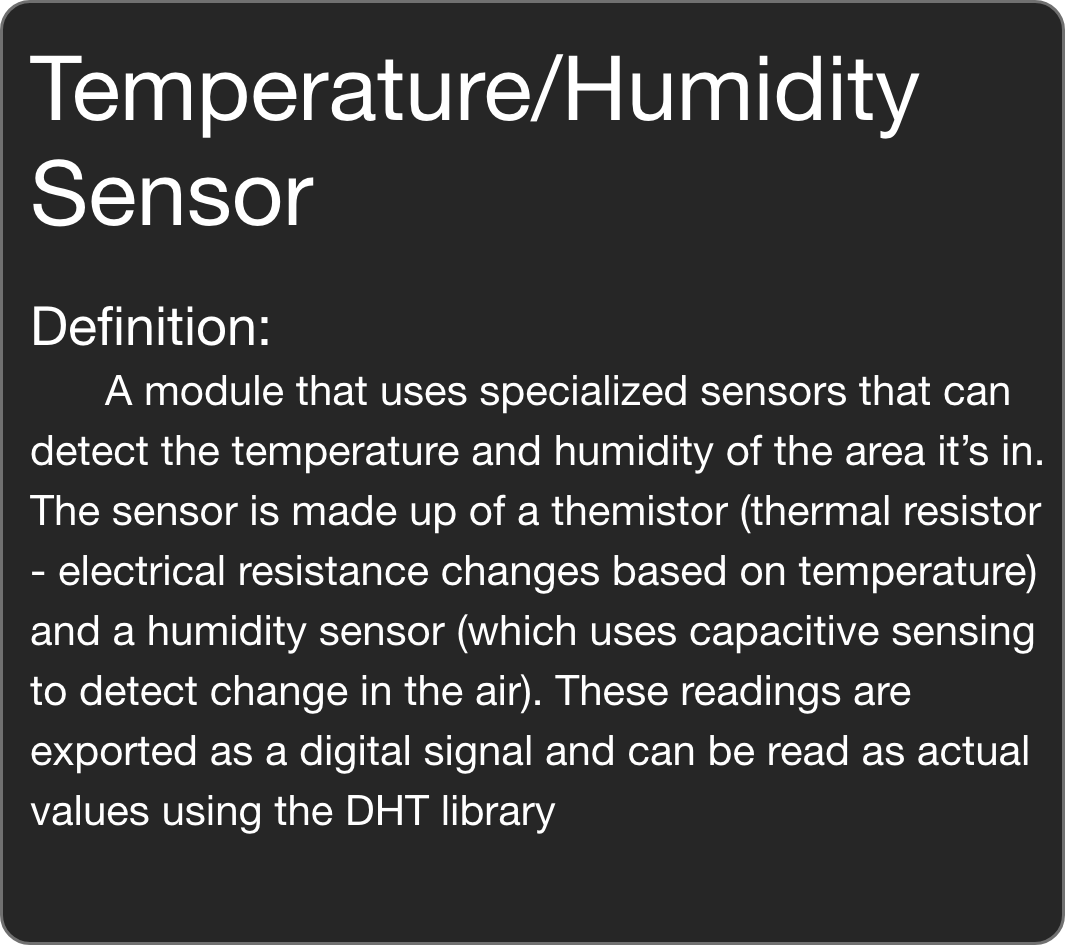 Temperature/Humidity
Sensor
Definition:
A module that uses specialized sensors that can
detect the temperature and humidity of the area it’s in.
The sensor is made up of a themistor (thermal resistor
- electrical resistance changes based on temperature)
and a humidity sensor (which uses capacitive sensing
to detect change in the air). These readings are
exported as a digital signal and can be read as actual
values using the DHT library